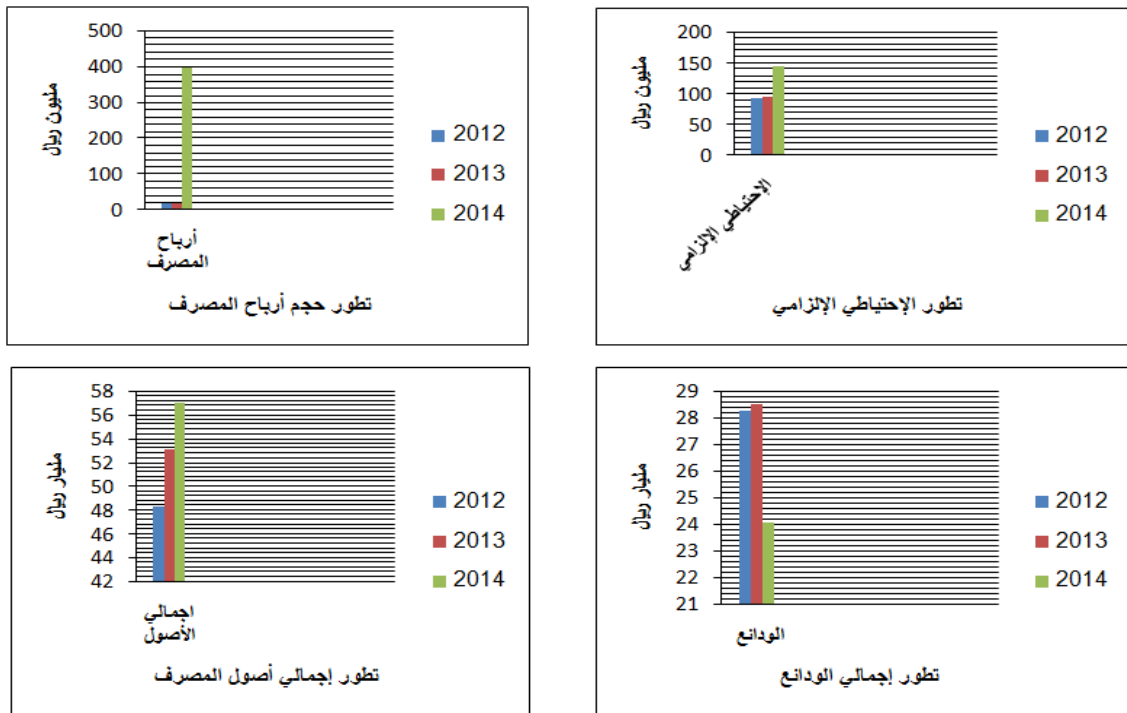 500
400
300
200
100
0
مليون ريال
أرباح
المصرف
2012
2013
2014
تطور حجم أرباح المصرف
200
150
100
50
0
مليون ريال
الإحتياطي الإلزامي
2012
2013
2014
تطور الإحتياطي الإلزامي
58
56
54
52
50
48
46
44
42
مليار ريال
اجمالي
الأصول
2012
2013
2014
تطور إجمالي أصول المصرف
29
28
27
26
25
24
23
22
21
مليار ريال
الودائع
2012
2013
2014
تطور إجمالي الودائع